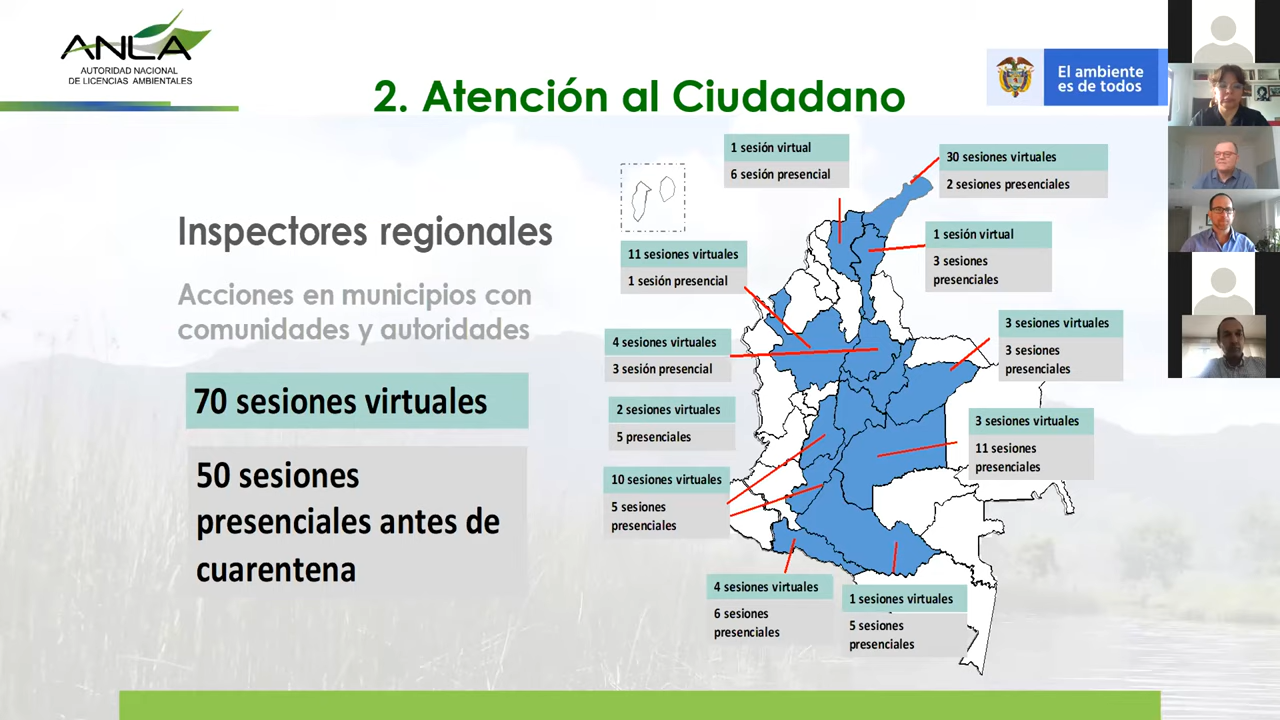 ANLA
AUTORIDAD NACIONAL
DE LICENCIAS AMBIENTALES
2. Atención al Ciudadano
El ambiente
es de todos
Inspectores regionales
Acciones en municipios con
comunidades y autoridades
70 sesiones virtuales
50 sesiones
presenciales antes de
cuarentena
1 sesión virtual
6 sesión presencial
30 sesiones virtuales
2 sesiones presenciales
11 sesiones virtuales
1 sesión presencial
1 sesión virtual
3 sesiones
presenciales
4 sesiones virtuales
3 sesión presencial
3 sesiones virtuales
3 sesiones
presenciales
2 sesiones virtuales
5 presenciales
3 sesiones virtuales
11 sesiones
presenciales
10 sesiones virtuales
5 sesiones
presenciales
4 sesiones virtuales
6 sesiones
presenciales
1 sesiones virtuales
5 sesiones
presenciales